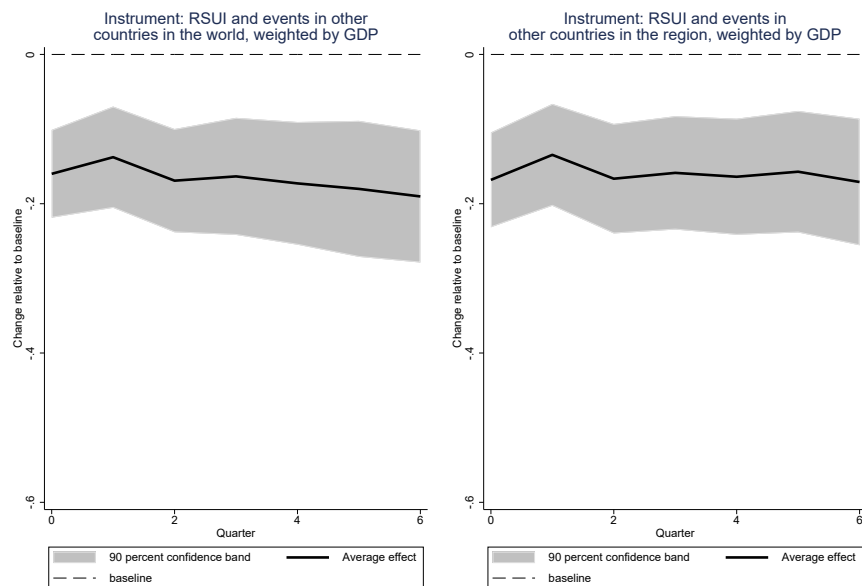 Instrument: RSUI and events in other
countries in the world, weighted by GDP
0
-.2
-.4
-.6
Change relative to baseline
0 2 4 6
Quarter
90 percent confidence band Average effect
baseline
Instrument: RSUI and events in
other countries in the region, weighted by GDP
0
-.2
-.4
-.6
Change relative to baseline
0 2 4 6
Quarter
90 percent confidence band Average effect
baseline